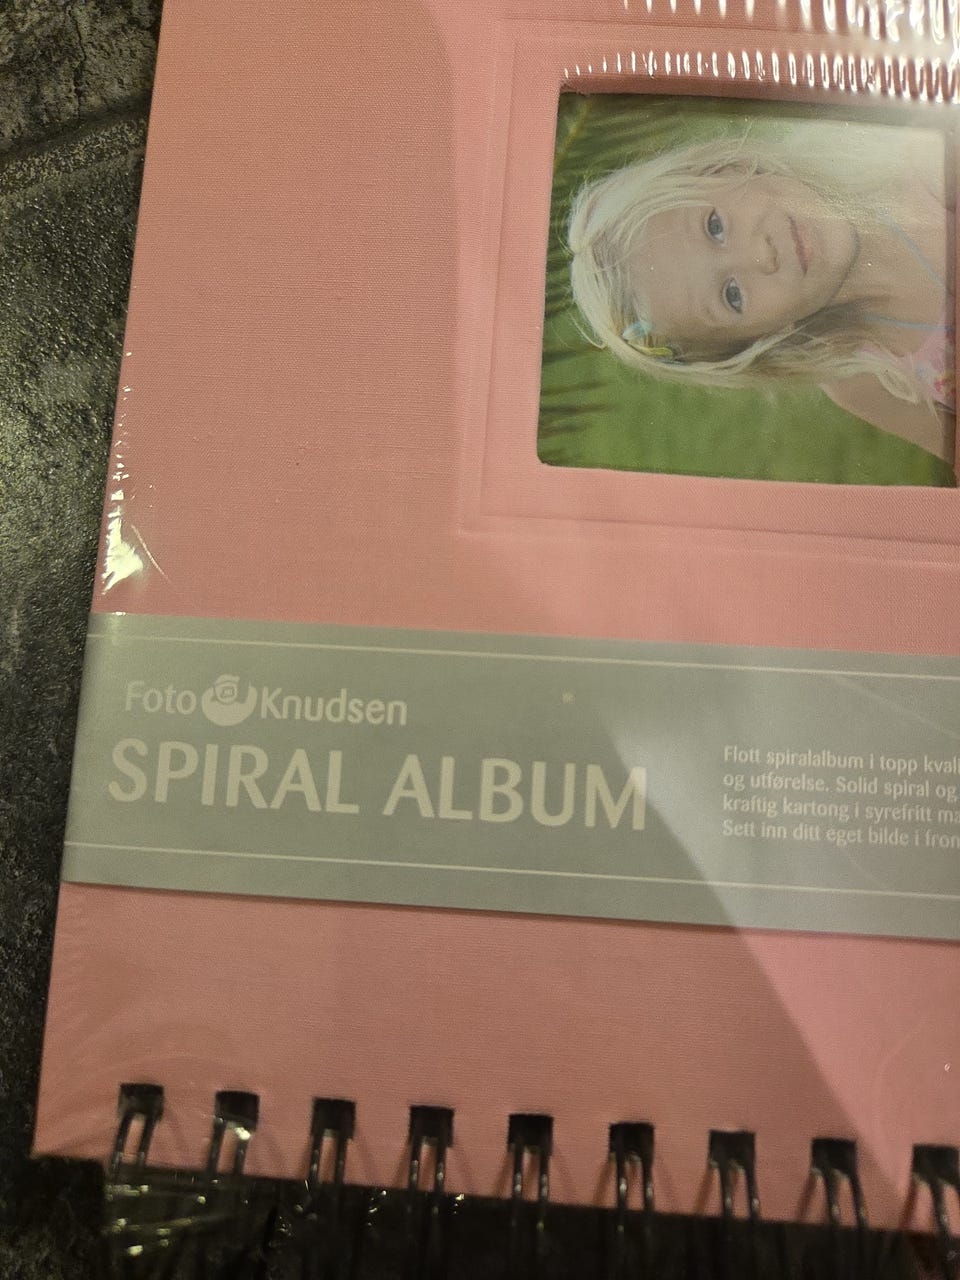 Foto Knudsen
SPIRAL ALBUM
Flott spiralalbum i topp
og utførelse. Solid spiral og
kraftig kartong i syrefritt
Sett inn ditt eget bilde i